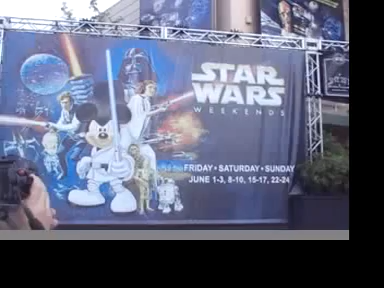 STAR
WARS
WEEKENDS
FRIDAY • SATURDAY • SUNDAY
JUNE 1-3, 8-10, 15-17, 22-24